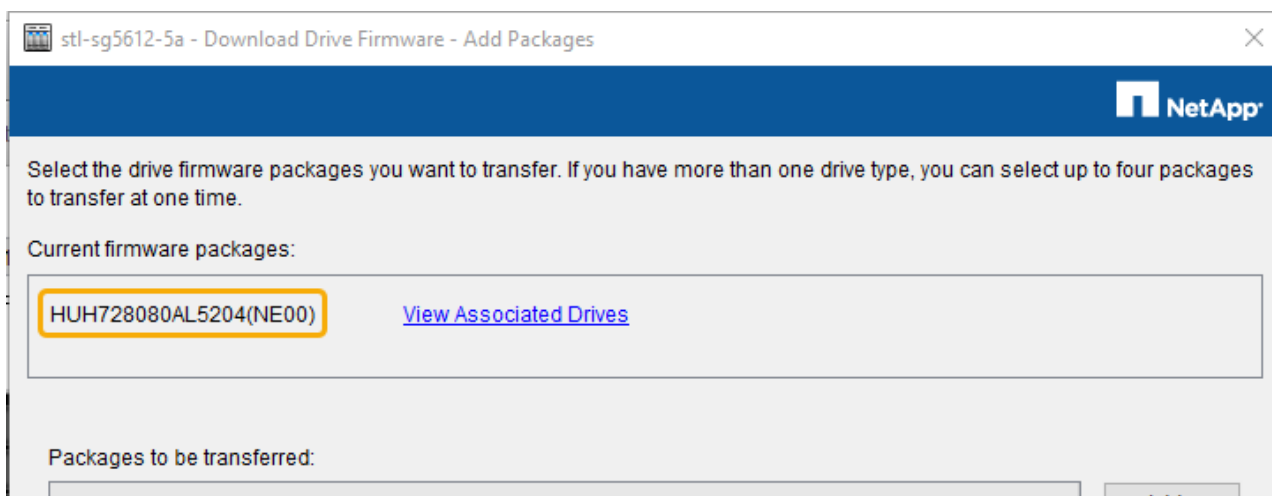 stl-sg5612-5a - Download Drive Firmware - Add Packages
NetApp
Select the drive firmware packages you want to transfer. If you have more than one drive type, you can select up to four packages
to transfer at one time.
Current firmware packages:
HUH728080AL5204(NE00) View Associated Drives
Packages to be transferred: